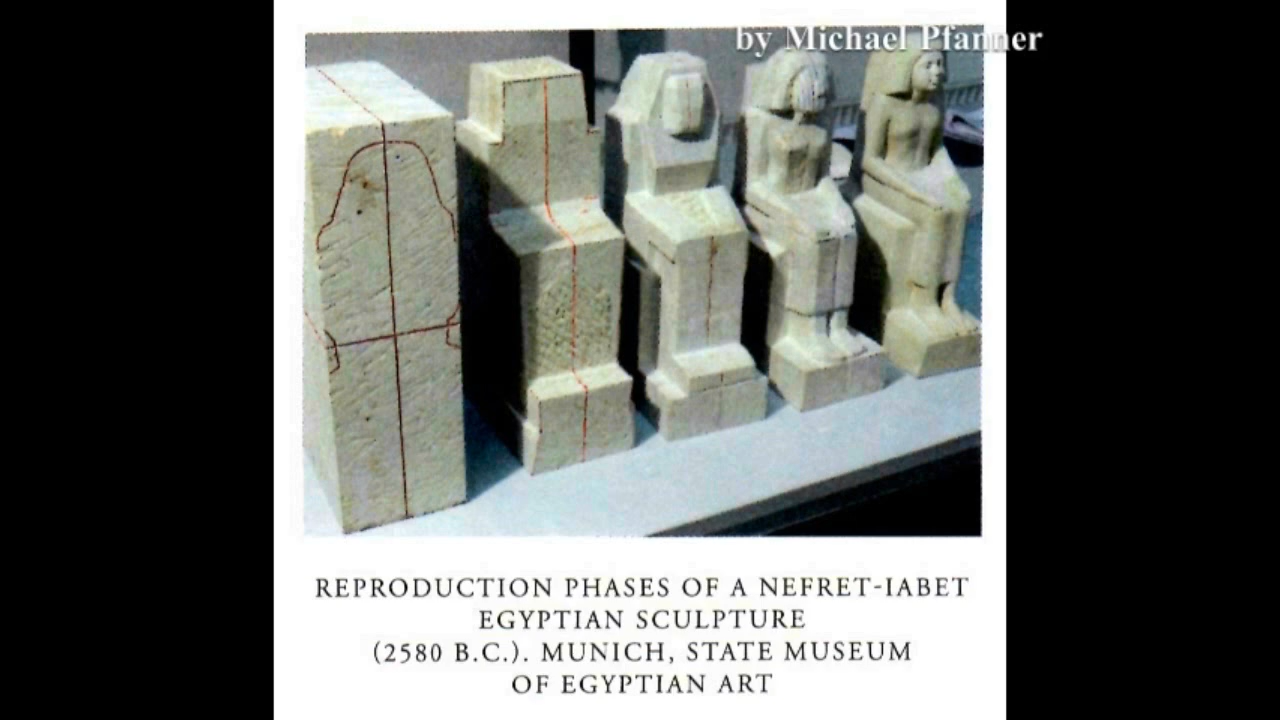 by Michael Pfanner
REPRODUCTION PHASES OF A NEFRET-IABET
EGYPTIAN SCULPTURE
(2580 B.C.). MUNICH, STATE MUSEUM
OF EGYPTIAN ART